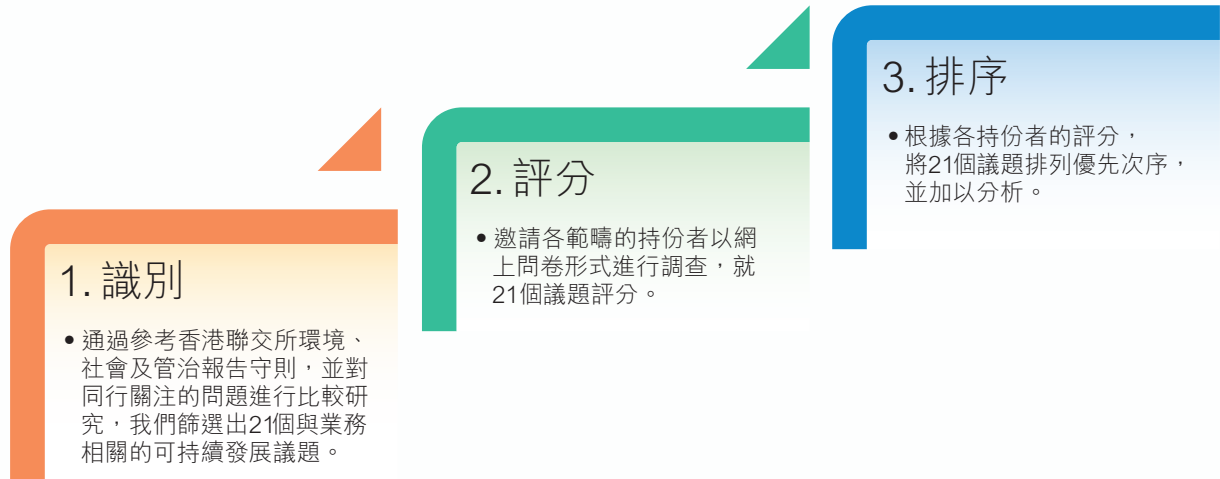 1. 識別
• 通過參考香港聯交所環境、
社會及管治報告守則，並對
同行關注的問題進行比較研
究，我們篩選出21個與業務
相關的可持續發展議題。
2. 評分
• 邀請各範疇的持份者以網
上問卷形式進行調查，就
21個議題評分。
3. 排序
• 根據各持份者的評分，
將21個議題排列優先次序，
並加以分析。